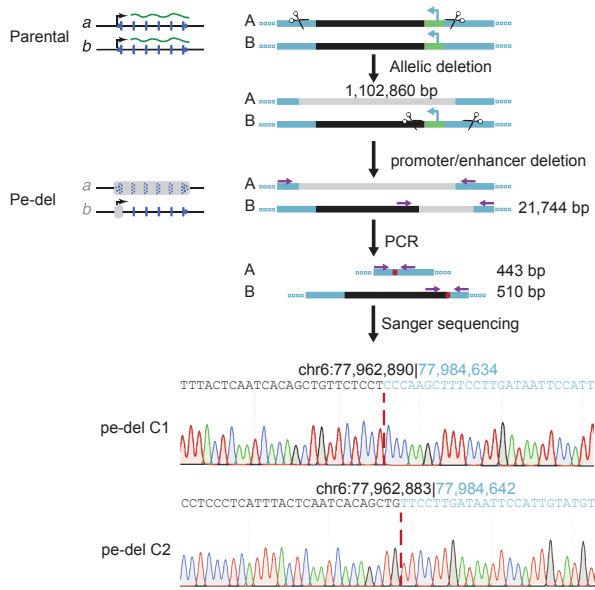 Parental
a
b
A
B
Allelic deletion
A
1,102,860 bp
B
promoter/enhancer deletion
Pe-del
a
b
A
B
21,744 bp
PCR
A
443 bp
B
510 bp
Sanger sequencing
chr6:77,962,890|77,984,634
TTTACTCAATCACAGCTGTTCTCCTCCCAAGCTTTCCTTGATAATTCCATT
pe-del C1
chr6:77,962,883|77,984,642
CCTCCCTCATTTACTCAATCACAGCTGTTCCTTGATAATTCCATTGTATGT
pe-del C2